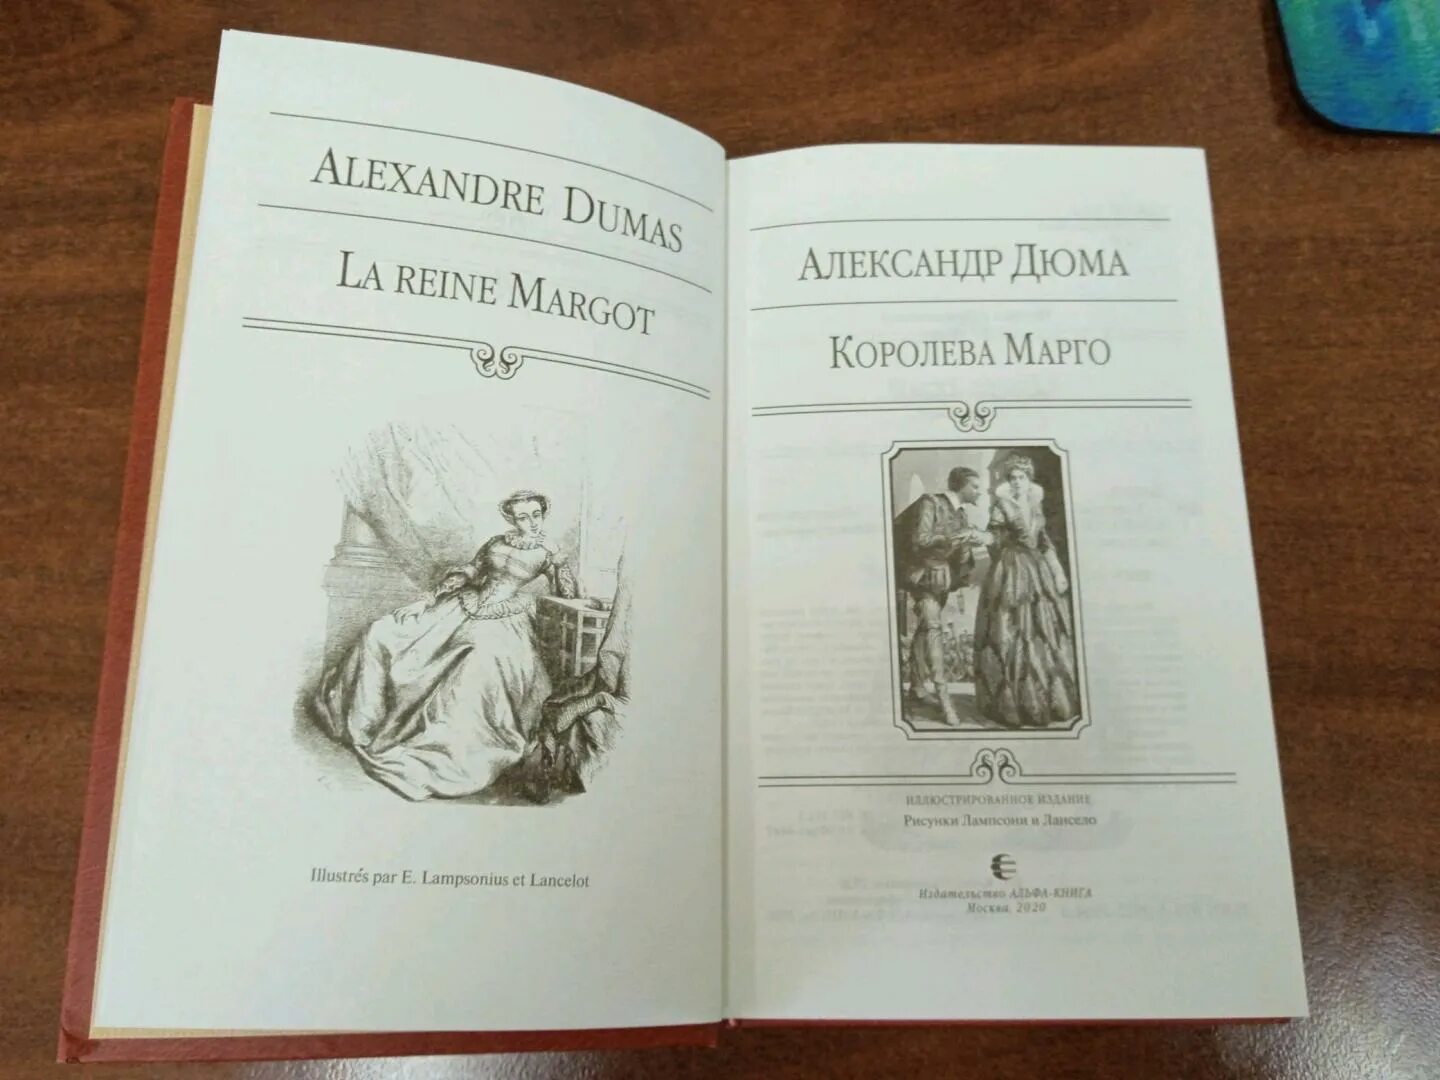 ALEXANDRE DUMAS
LA REINE MARGOT
Illustrés par E. Lampsonius et Lancelot
АЛЕКСАНДР ДЮМА
КОРОЛЕВА МАРГО
ИЛЛЮСТРИРОВАННОЕ ИЗДАНИЕ
Рисунки Лампсони и Лансело
Издательство АЛЬФА-КНИГА
Москва, 2020